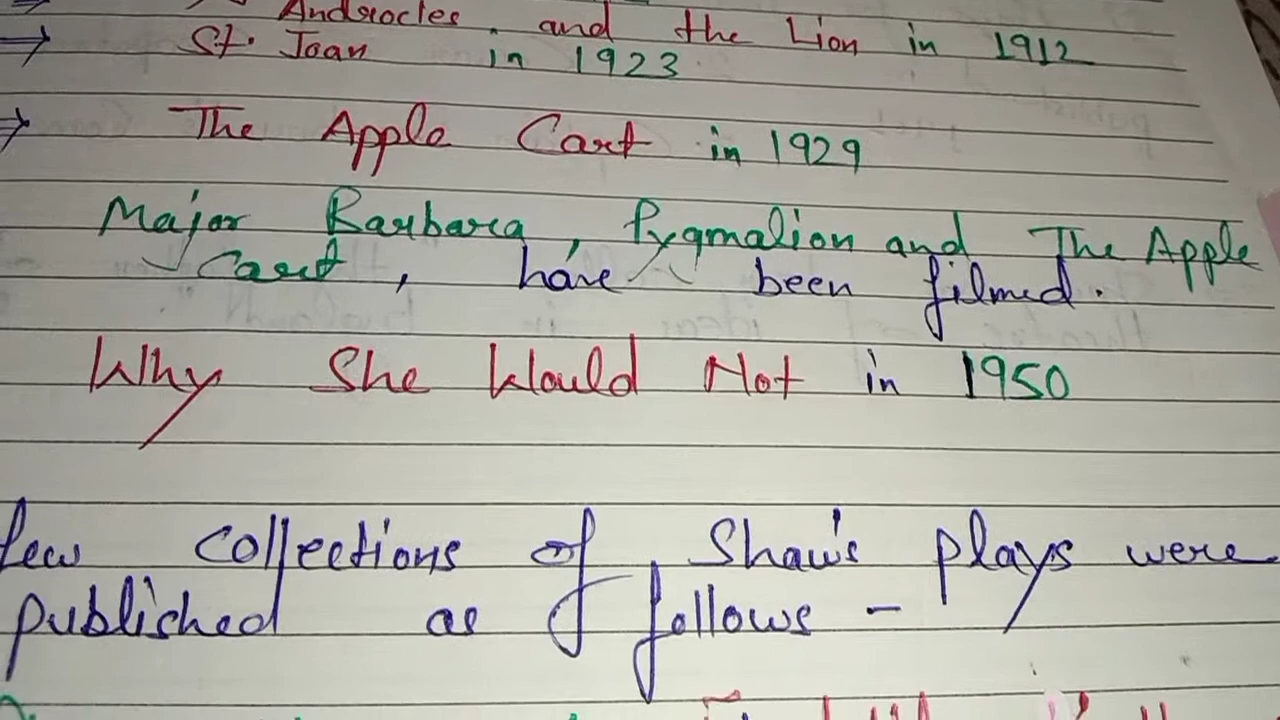 ⇒ Androcles and the Lion in 1912
⇒ St. Joan in 1923
⇒ The Apple Cart in 1929
Major Barbara, Pygmalion and The Apple
Cart, have been filmed.
Why She Would Not in 1950
few collections of Shaw's plays were
published as follows -